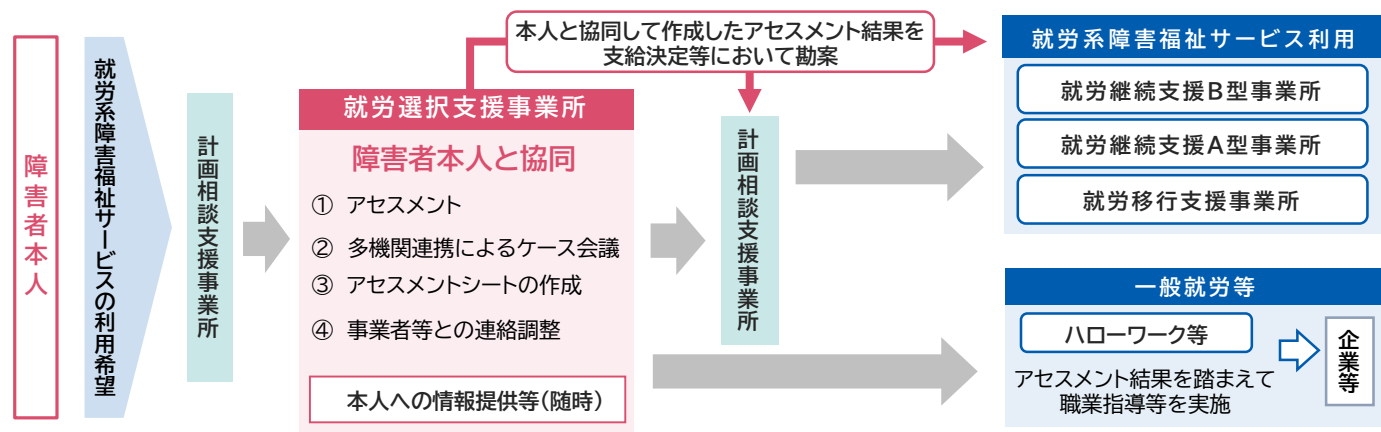 障害者本人
就労系障害福祉サービスの利用希望
計画相談支援事業所
就労選択支援事業所
障害者本人と協同
① アセスメント
② 多機関連携によるケース会議
③ アセスメントシートの作成
④ 事業者等との連絡調整
本人への情報提供等(随時)
本人と協同して作成したアセスメント結果を
支給決定等において勘案
計画相談支援事業所
就労系障害福祉サービス利用
就労継続支援B型事業所
就労継続支援A型事業所
就労移行支援事業所
一般就労等
ハローワーク等
アセスメント結果を踏まえて
職業指導等を実施
企業等